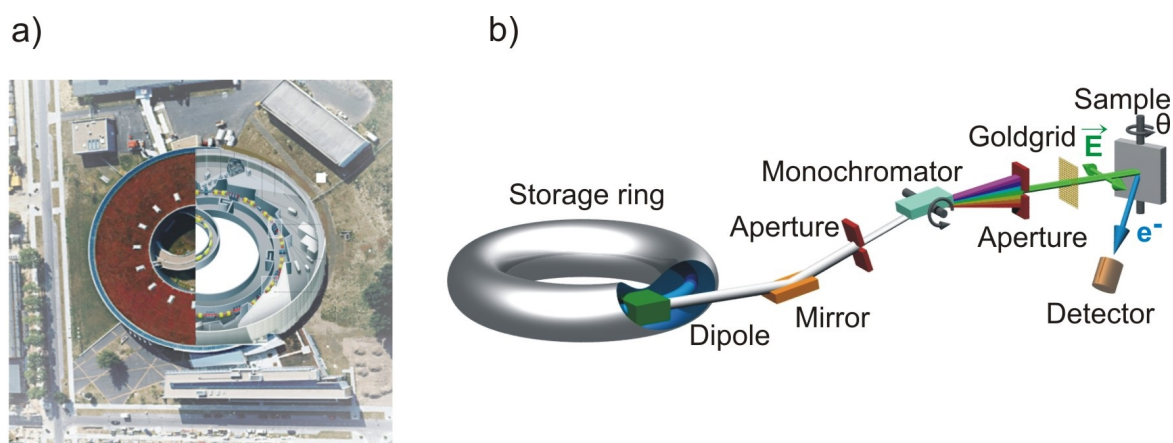 a)
b)
Sample
θ
Goldgrid
E
Monochromator
Storage ring
Aperture
Aperture
e-
Mirror
Dipole
Detector